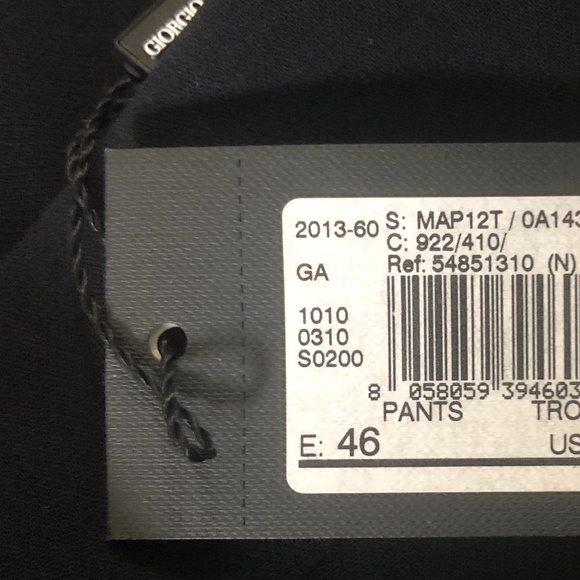 GIORGIO
2013-60 S: MAP12T / 0A143
C: 922/410/
GA Ref: 54851310 (N)
1010
0310
S0200
8 058059 394603
PANTS TRO
E: 46 US